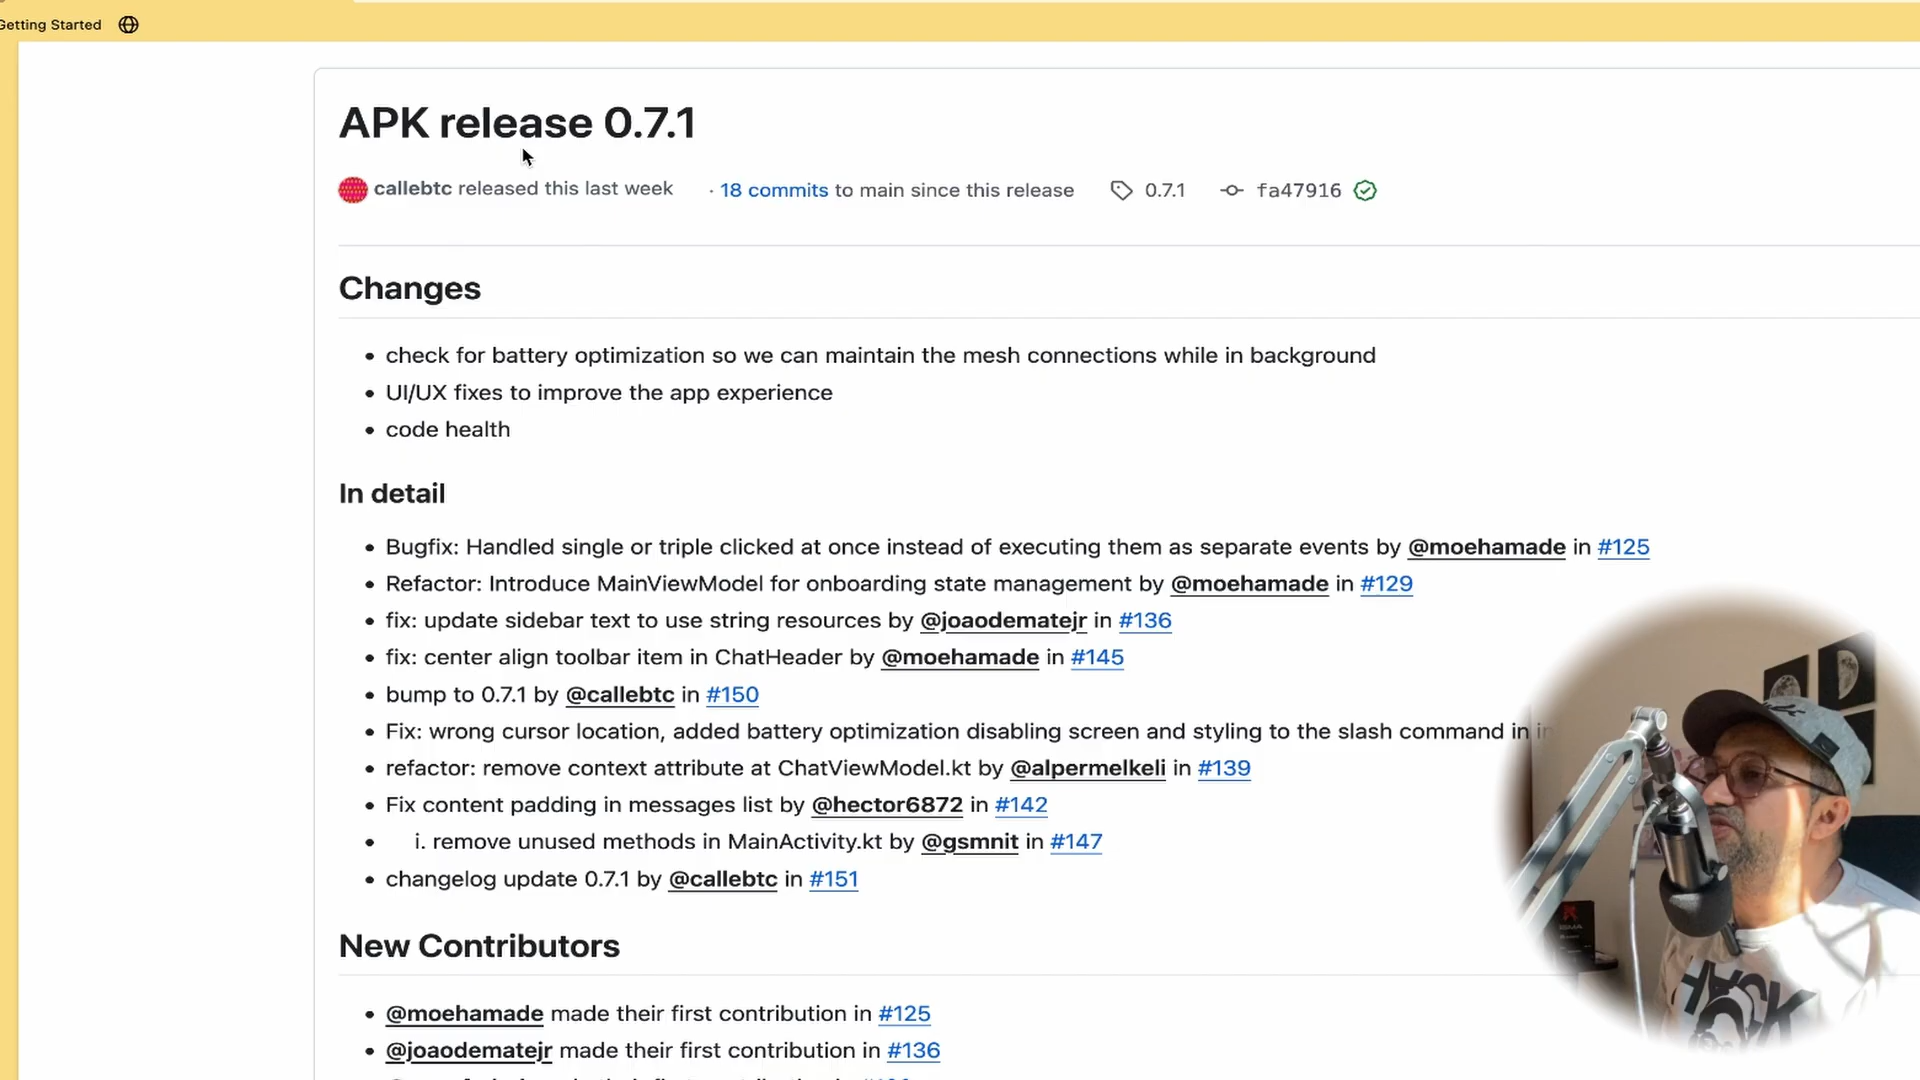 Getting Started
APK release 0.7.1
callebtc released this last week · 18 commits to main since this release 0.7.1 fa47916
Changes
• check for battery optimization so we can maintain the mesh connections while in background
• UI/UX fixes to improve the app experience
• code health
In detail
• Bugfix: Handled single or triple clicked at once instead of executing them as separate events by @moehamade in #125
• Refactor: Introduce MainViewModel for onboarding state management by @moehamade in #129
• fix: update sidebar text to use string resources by @joaodematejr in #136
• fix: center align toolbar item in ChatHeader by @moehamade in #145
• bump to 0.7.1 by @callebtc in #150
• Fix: wrong cursor location, added battery optimization disabling screen and styling to the slash command in
• refactor: remove context attribute at ChatViewModel.kt by @alpermelkeli in #139
• Fix content padding in messages list by @hector6872 in #142
• i. remove unused methods in MainActivity.kt by @gsmnit in #147
• changelog update 0.7.1 by @callebtc in #151
New Contributors
• @moehamade made their first contribution in #125
• @joaodematejr made their first contribution in #136